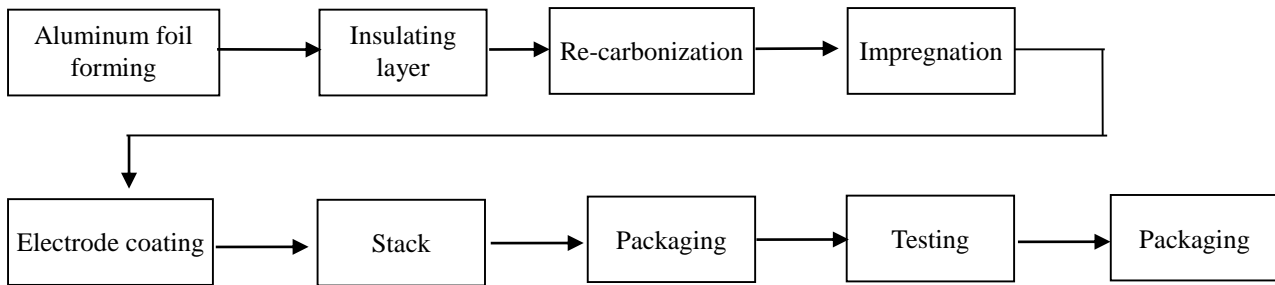 Aluminum foil
forming
Insulating
layer
Re-carbonization
Impregnation
Electrode coating
Stack
Packaging
Testing
Packaging